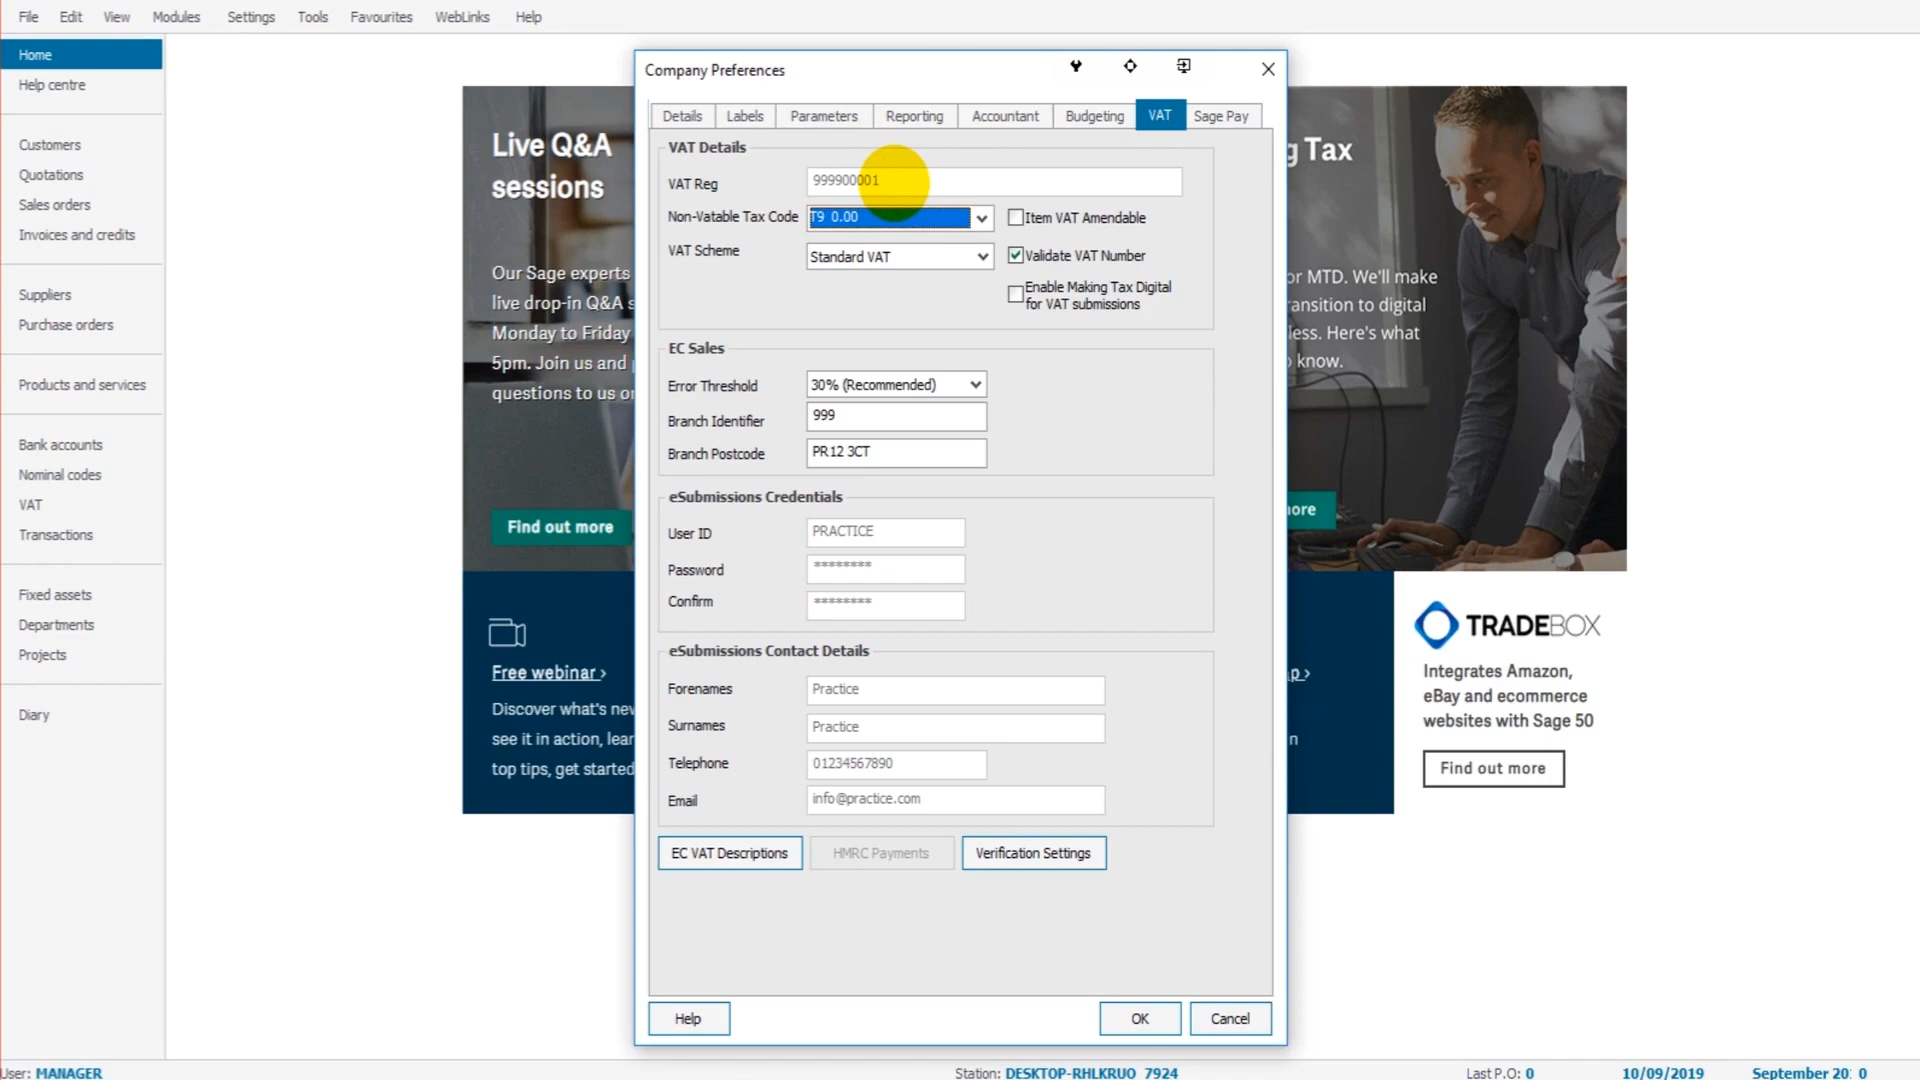 File Edit View Modules Settings Tools Favourites WebLinks Help
Home
Help centre
Customers
Quotations
Sales orders
Invoices and credits
Suppliers
Purchase orders
Products and services
Bank accounts
Nominal codes
VAT
Transactions
Fixed assets
Departments
Projects
Diary
Live Q&A
sessions
Our Sage experts
live drop-in Q&A s
Monday to Friday
5pm. Join us and
questions to us o
Find out more
Free webinar ›
Discover what's new
see it in action, lear
top tips, get started
Company Preferences
Details Labels Parameters Reporting Accountant Budgeting VAT Sage Pay
VAT Details
VAT Reg 999900001
Non-Vatable Tax Code T9 0.00 Item VAT Amendable
VAT Scheme Standard VAT Validate VAT Number
Enable Making Tax Digital
for VAT submissions
EC Sales
Error Threshold 30% (Recommended)
Branch Identifier 999
Branch Postcode PR12 3CT
eSubmissions Credentials
User ID PRACTICE
Password ********
Confirm ********
eSubmissions Contact Details
Forenames Practice
Surnames Practice
Telephone 01234567890
Email info@practice.com
EC VAT Descriptions HMRC Payments Verification Settings
Help OK Cancel
g Tax
or MTD. We'll make
ansition to digital
less. Here's what
know.
ore
p ›
n
TRADEBOX
Integrates Amazon,
eBay and ecommerce
websites with Sage 50
Find out more
User: MANAGER Station: DESKTOP-RHLKRUO 7924 Last P.O: 0 10/09/2019 September 20 0